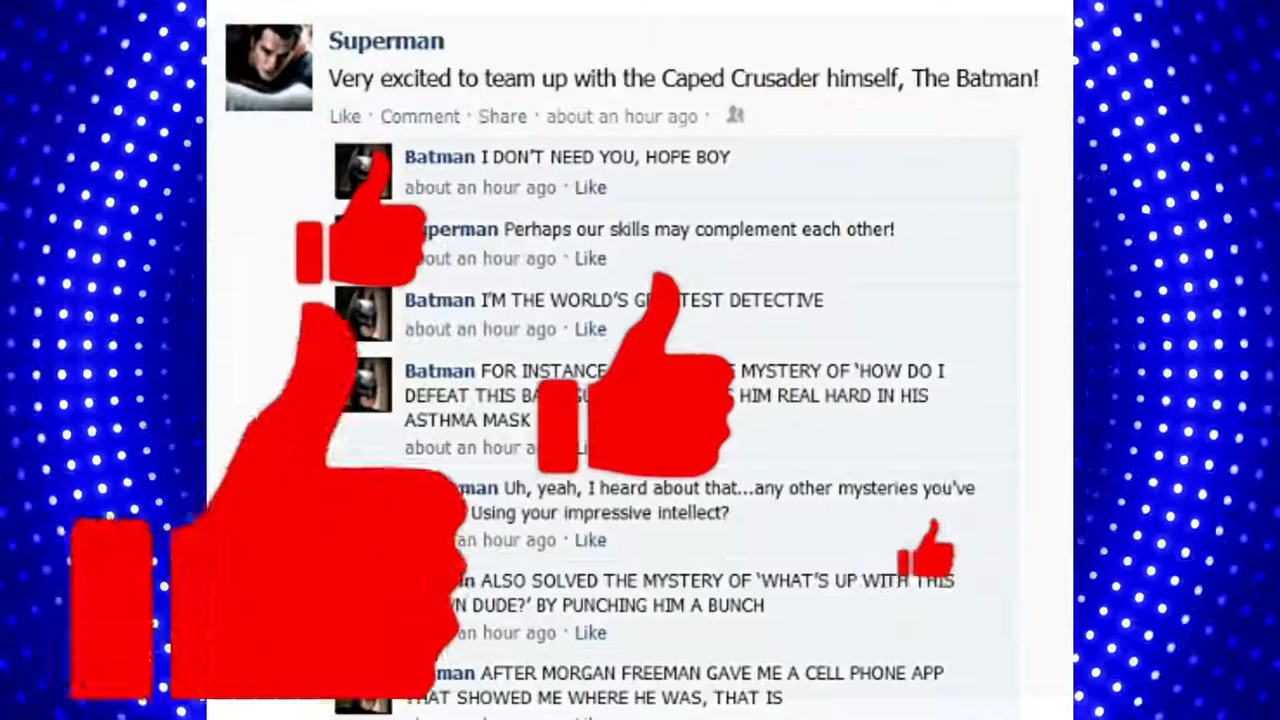 Superman
Very excited to team up with the Caped Crusader himself, The Batman!
Like · Comment · Share · about an hour ago ·
Batman I DON'T NEED YOU, HOPE BOY
about an hour ago · Like
perman Perhaps our skills may complement each other!
out an hour ago · Like
Batman I'M THE WORLD'S G TEST DETECTIVE
about an hour ago · Like
Batman FOR INSTANCE MYSTERY OF 'HOW DO I
DEFEAT THIS BA HIM REAL HARD IN HIS
ASTHMA MASK
about an hour a
man Uh, yeah, I heard about that...any other mysteries you've
Using your impressive intellect?
an hour ago · Like
ALSO SOLVED THE MYSTERY OF 'WHAT'S UP WITH THIS
N DUDE?' BY PUNCHING HIM A BUNCH
an hour ago · Like
man AFTER MORGAN FREEMAN GAVE ME A CELL PHONE APP
THAT SHOWED ME WHERE HE WAS, THAT IS